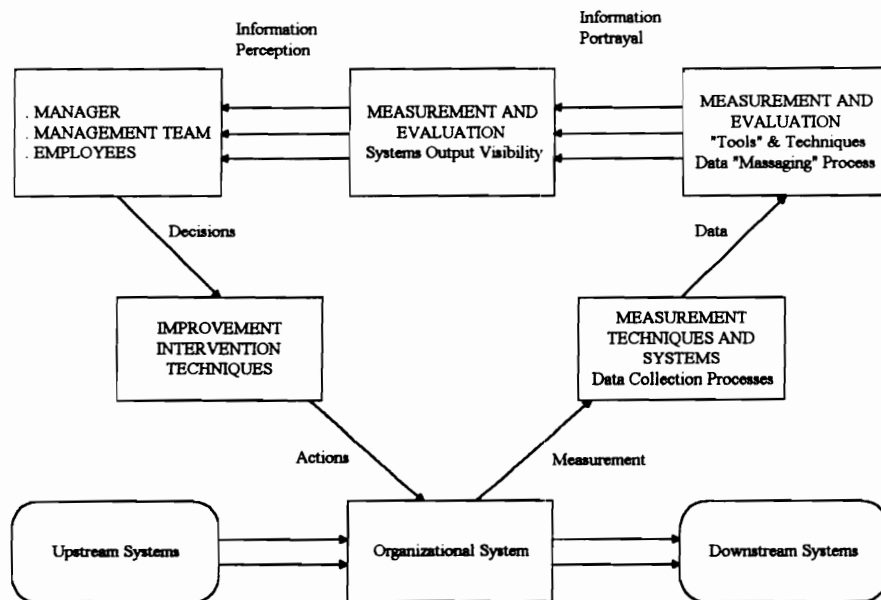 Information
Perception
Information
Portrayal
. MANAGER
. MANAGEMENT TEAM
. EMPLOYEES
MEASUREMENT AND
EVALUATION
Systems Output Visibility
MEASUREMENT AND
EVALUATION
"Tools" & Techniques
Data "Massaging" Process
Decisions
Data
IMPROVEMENT
INTERVENTION
TECHNIQUES
MEASUREMENT
TECHNIQUES AND
SYSTEMS
Data Collection Processes
Actions
Measurement
Upstream Systems
Organizational System
Downstream Systems